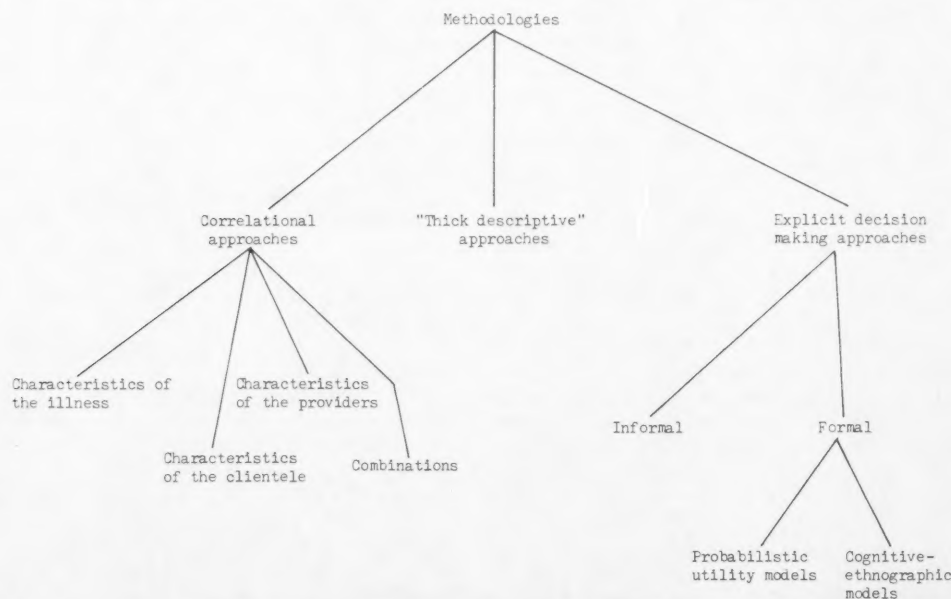 Methodologies
Correlational
approaches
"Thick descriptive"
approaches
Explicit decision
making approaches
Characteristics of
the illness
Characteristics
of the clientele
Characteristics
of the providers
Combinations
Informal
Formal
Probabilistic
utility models
Cognitive-
ethnographic
models